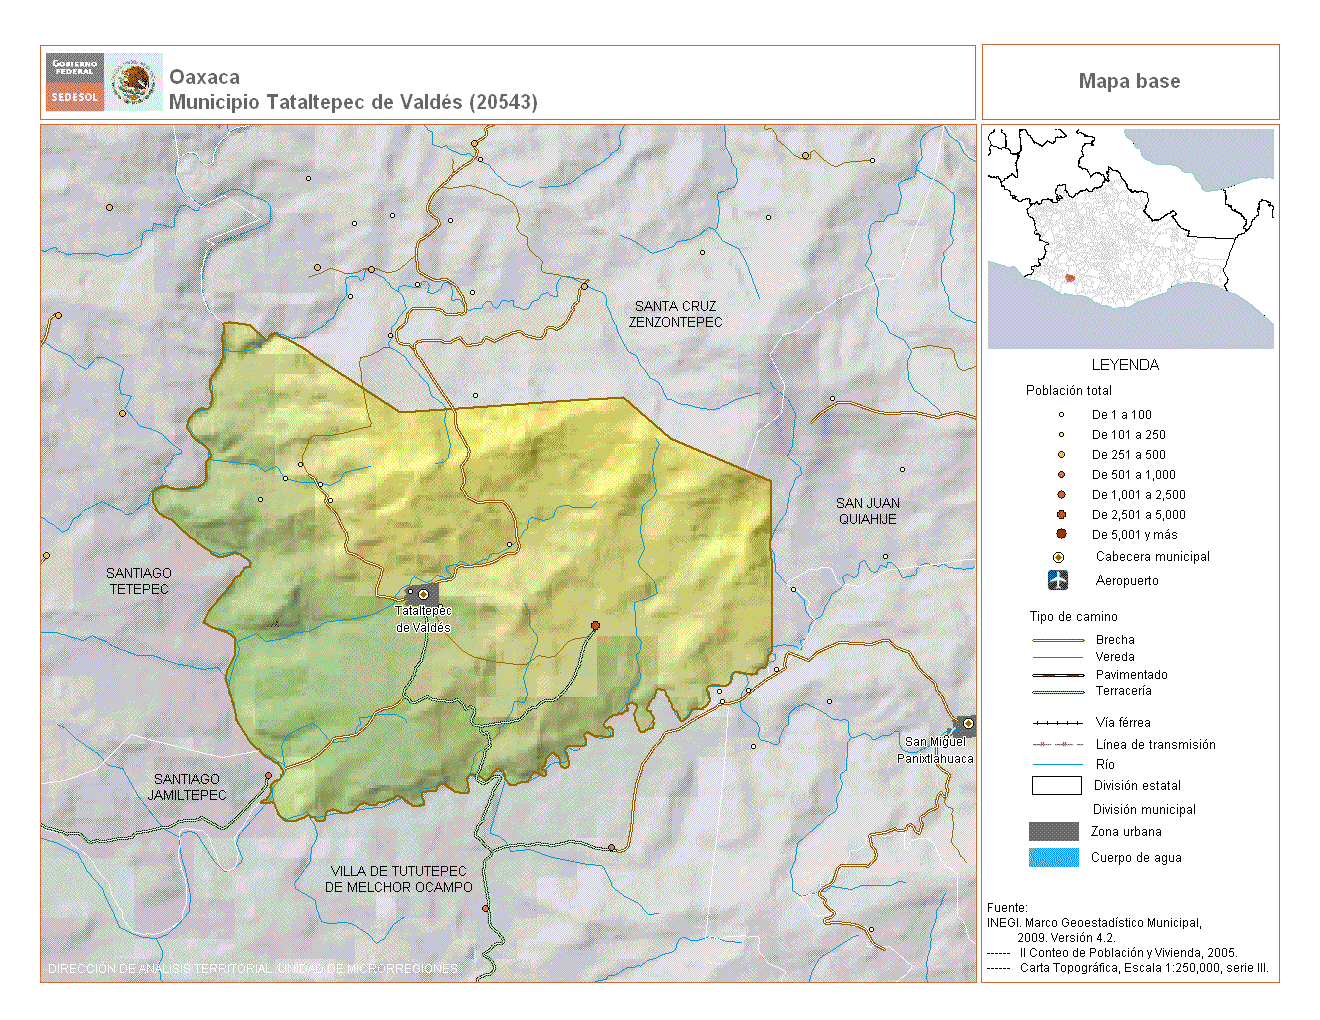 GOBIERNO
FEDERAL
SEDESOL
Oaxaca
Municipio Tataltepec de Valdés (20543)
Mapa base
SANTA CRUZ
ZENZONTEPEC
SAN JUAN
QUIAHIJE
SANTIAGO
TETEPEC
Tataltepec
de Valdés
San Miguel
Panixtlahuaca
SANTIAGO
JAMILTEPEC
VILLA DE TUTUTEPEC
DE MELCHOR OCAMPO
DIRECCIÓN DE ANÁLISIS TERRITORIAL, UNIDAD DE MICRORREGIONES
LEYENDA
Población total
De 1 a 100
De 101 a 250
De 251 a 500
De 501 a 1,000
De 1,001 a 2,500
De 2,501 a 5,000
De 5,001 y más
Cabecera municipal
Aeropuerto
Tipo de camino
Brecha
Vereda
Pavimentado
Terracería
Vía férrea
Línea de transmisión
Río
División estatal
División municipal
Zona urbana
Cuerpo de agua
Fuente:
INEGI. Marco Geoestadístico Municipal,
2009. Versión 4.2.
------ II Conteo de Población y Vivienda, 2005.
------ Carta Topográfica, Escala 1:250,000, serie III.